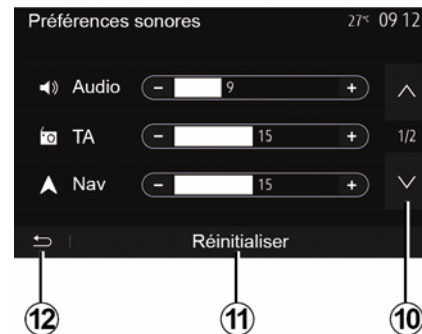 Préférences sonores 27°C 09 12
Audio - 9 +
TA - 15 + 1/2
Nav - 15 +
Réinitialiser
12 11 10